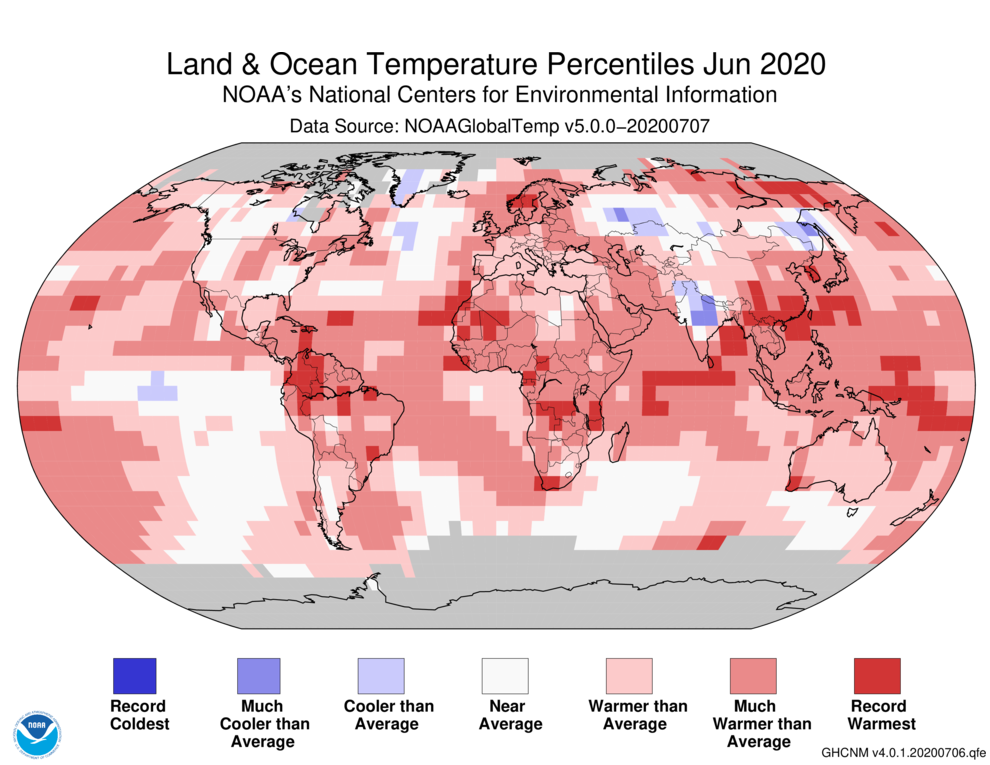 Land & Ocean Temperature Percentiles Jun 2020
NOAA's National Centers for Environmental Information
Data Source: NOAAGlobalTemp v5.0.0−20200707
Record
Coldest
Much
Cooler than
Average
Cooler than
Average
Near
Average
Warmer than
Average
Much
Warmer than
Average
Record
Warmest
NOAA
GHCNM v4.0.1.20200706.qfe